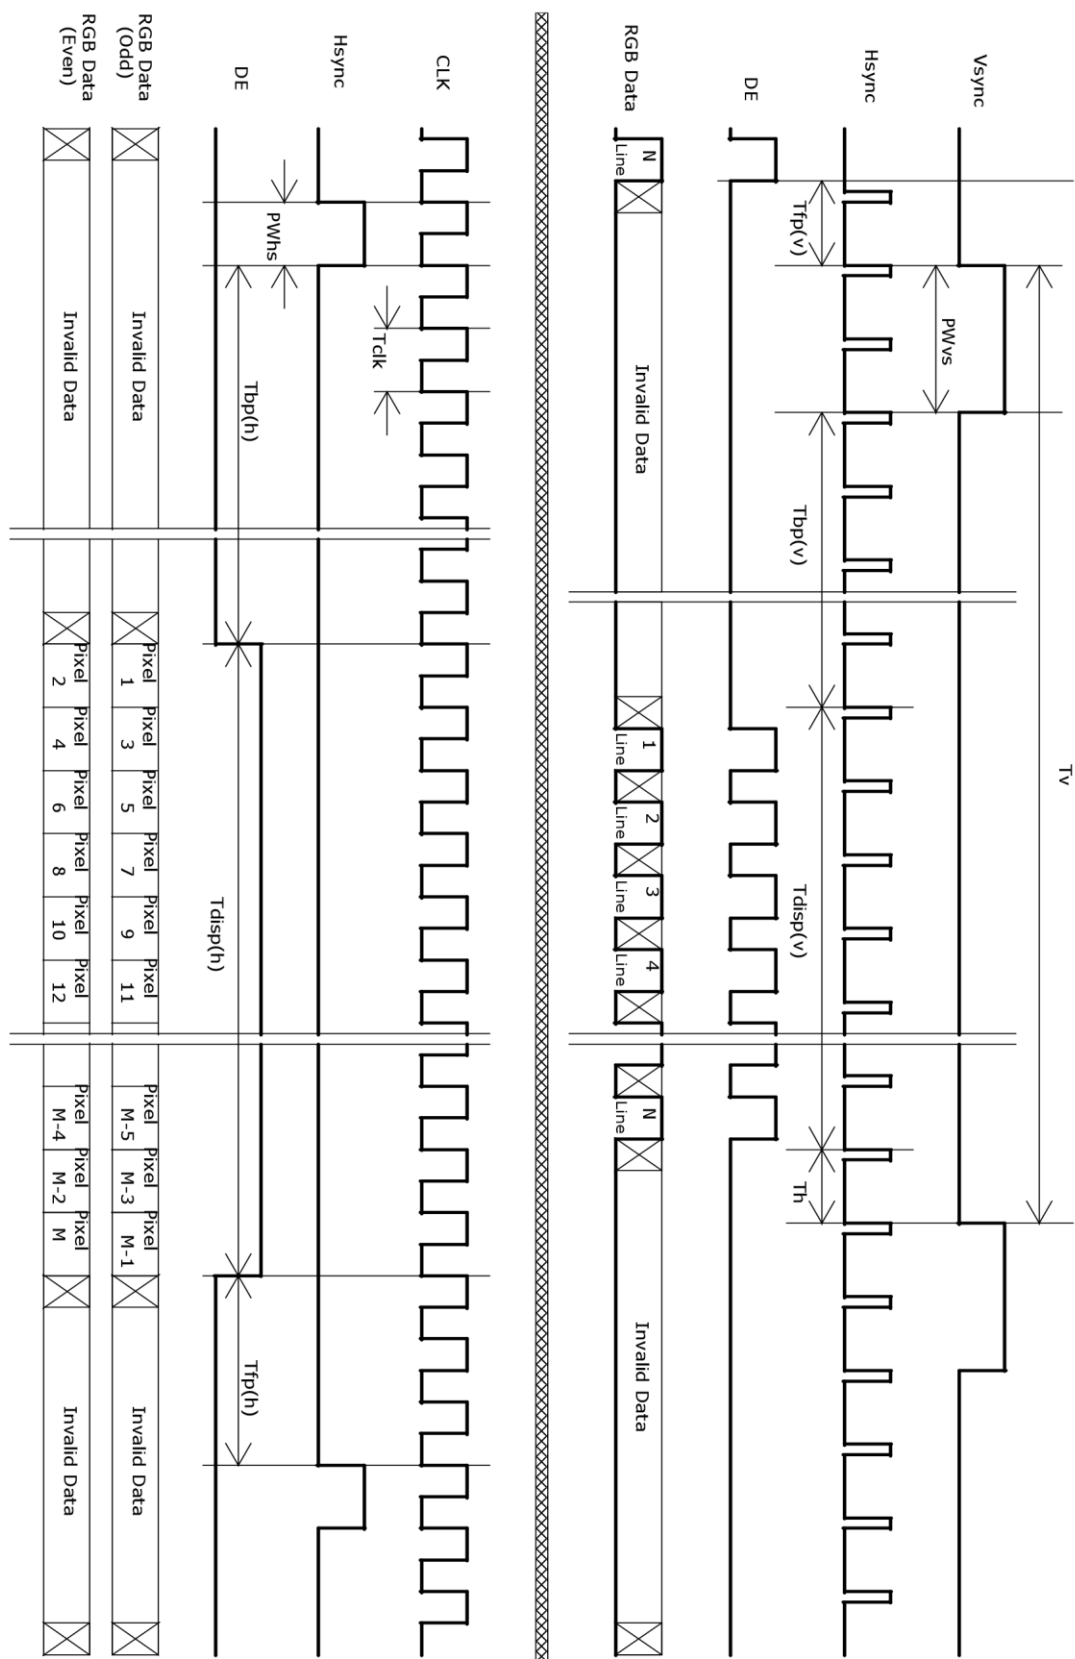 Tv
Vsync
PWvs
Hsync
Tfp(v)
Tbp(v)
Tdisp(v)
Th
DE
RGB Data
N
Line
Invalid Data
1
Line
2
Line
3
Line
4
Line
N
Line
Invalid Data
CLK
Tclk
Hsync
PWhs
DE
Tbp(h)
Tdisp(h)
Tfp(h)
RGB Data
(Odd)
Invalid Data
Pixel
1
Pixel
3
Pixel
5
Pixel
7
Pixel
9
Pixel
11
Pixel
M-5
Pixel
M-3
Pixel
M-1
Invalid Data
RGB Data
(Even)
Invalid Data
Pixel
2
Pixel
4
Pixel
6
Pixel
8
Pixel
10
Pixel
12
Pixel
M-4
Pixel
M-2
Pixel
M
Invalid Data